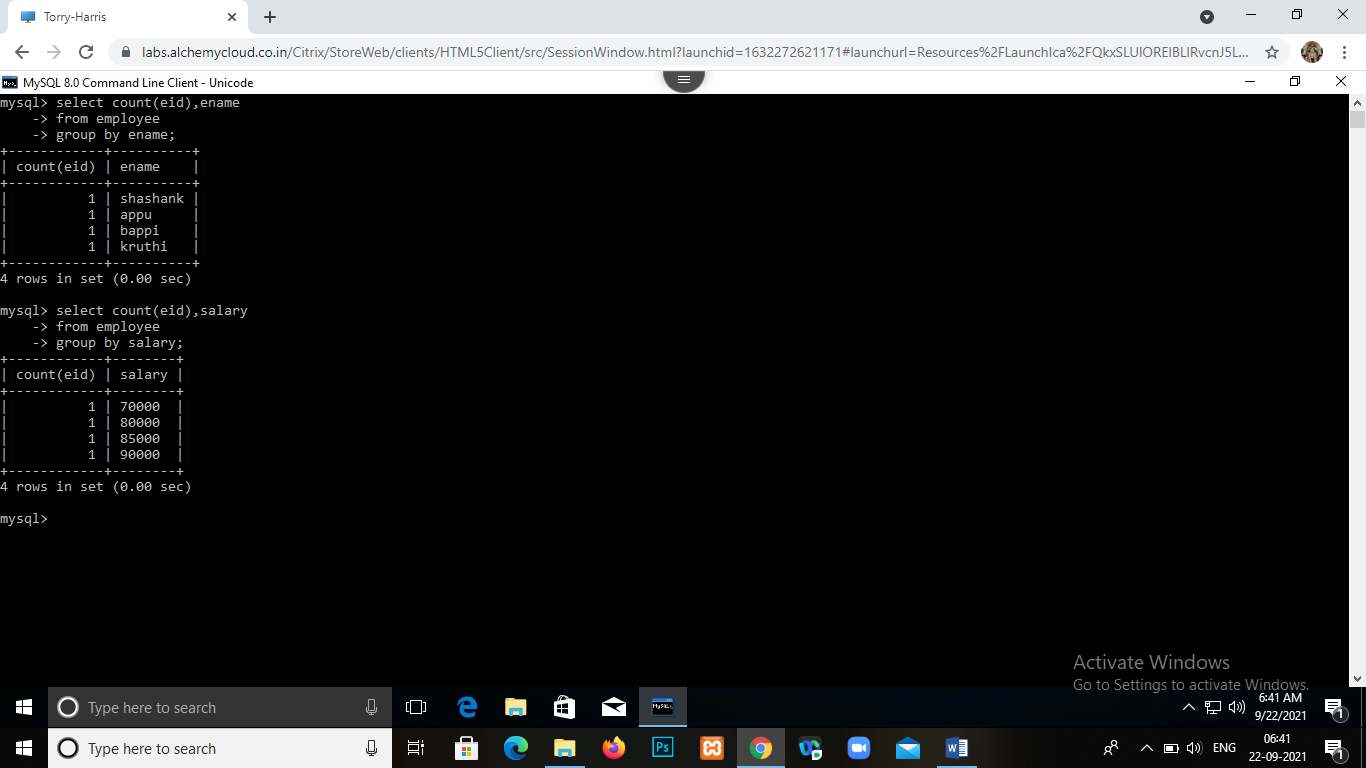 Torry-Harris
labs.alchemycloud.co.in/Citrix/StoreWeb/clients/HTML5Client/src/SessionWindow.html?launchid=1632272621171#launchurl=Resources%2FLaunchIca%2FQkxSLUlOREIBLIRvcnJ5L...
MySQL 8.0 Command Line Client - Unicode
mysql> select count(eid),ename
    -> from employee
    -> group by ename;
+------------+----------+
| count(eid) | ename    |
+------------+----------+
|          1 | shashank |
|          1 | appu     |
|          1 | bappi    |
|          1 | kruthi   |
+------------+----------+
4 rows in set (0.00 sec)
mysql> select count(eid),salary
    -> from employee
    -> group by salary;
+------------+--------+
| count(eid) | salary |
+------------+--------+
|          1 | 70000  |
|          1 | 80000  |
|          1 | 85000  |
|          1 | 90000  |
+------------+--------+
4 rows in set (0.00 sec)
mysql>
Activate Windows
Go to Settings to activate Windows.
Type here to search
MySQL
6:41 AM
9/22/2021
1
Type here to search
Ps
ENG
06:41
22-09-2021
1